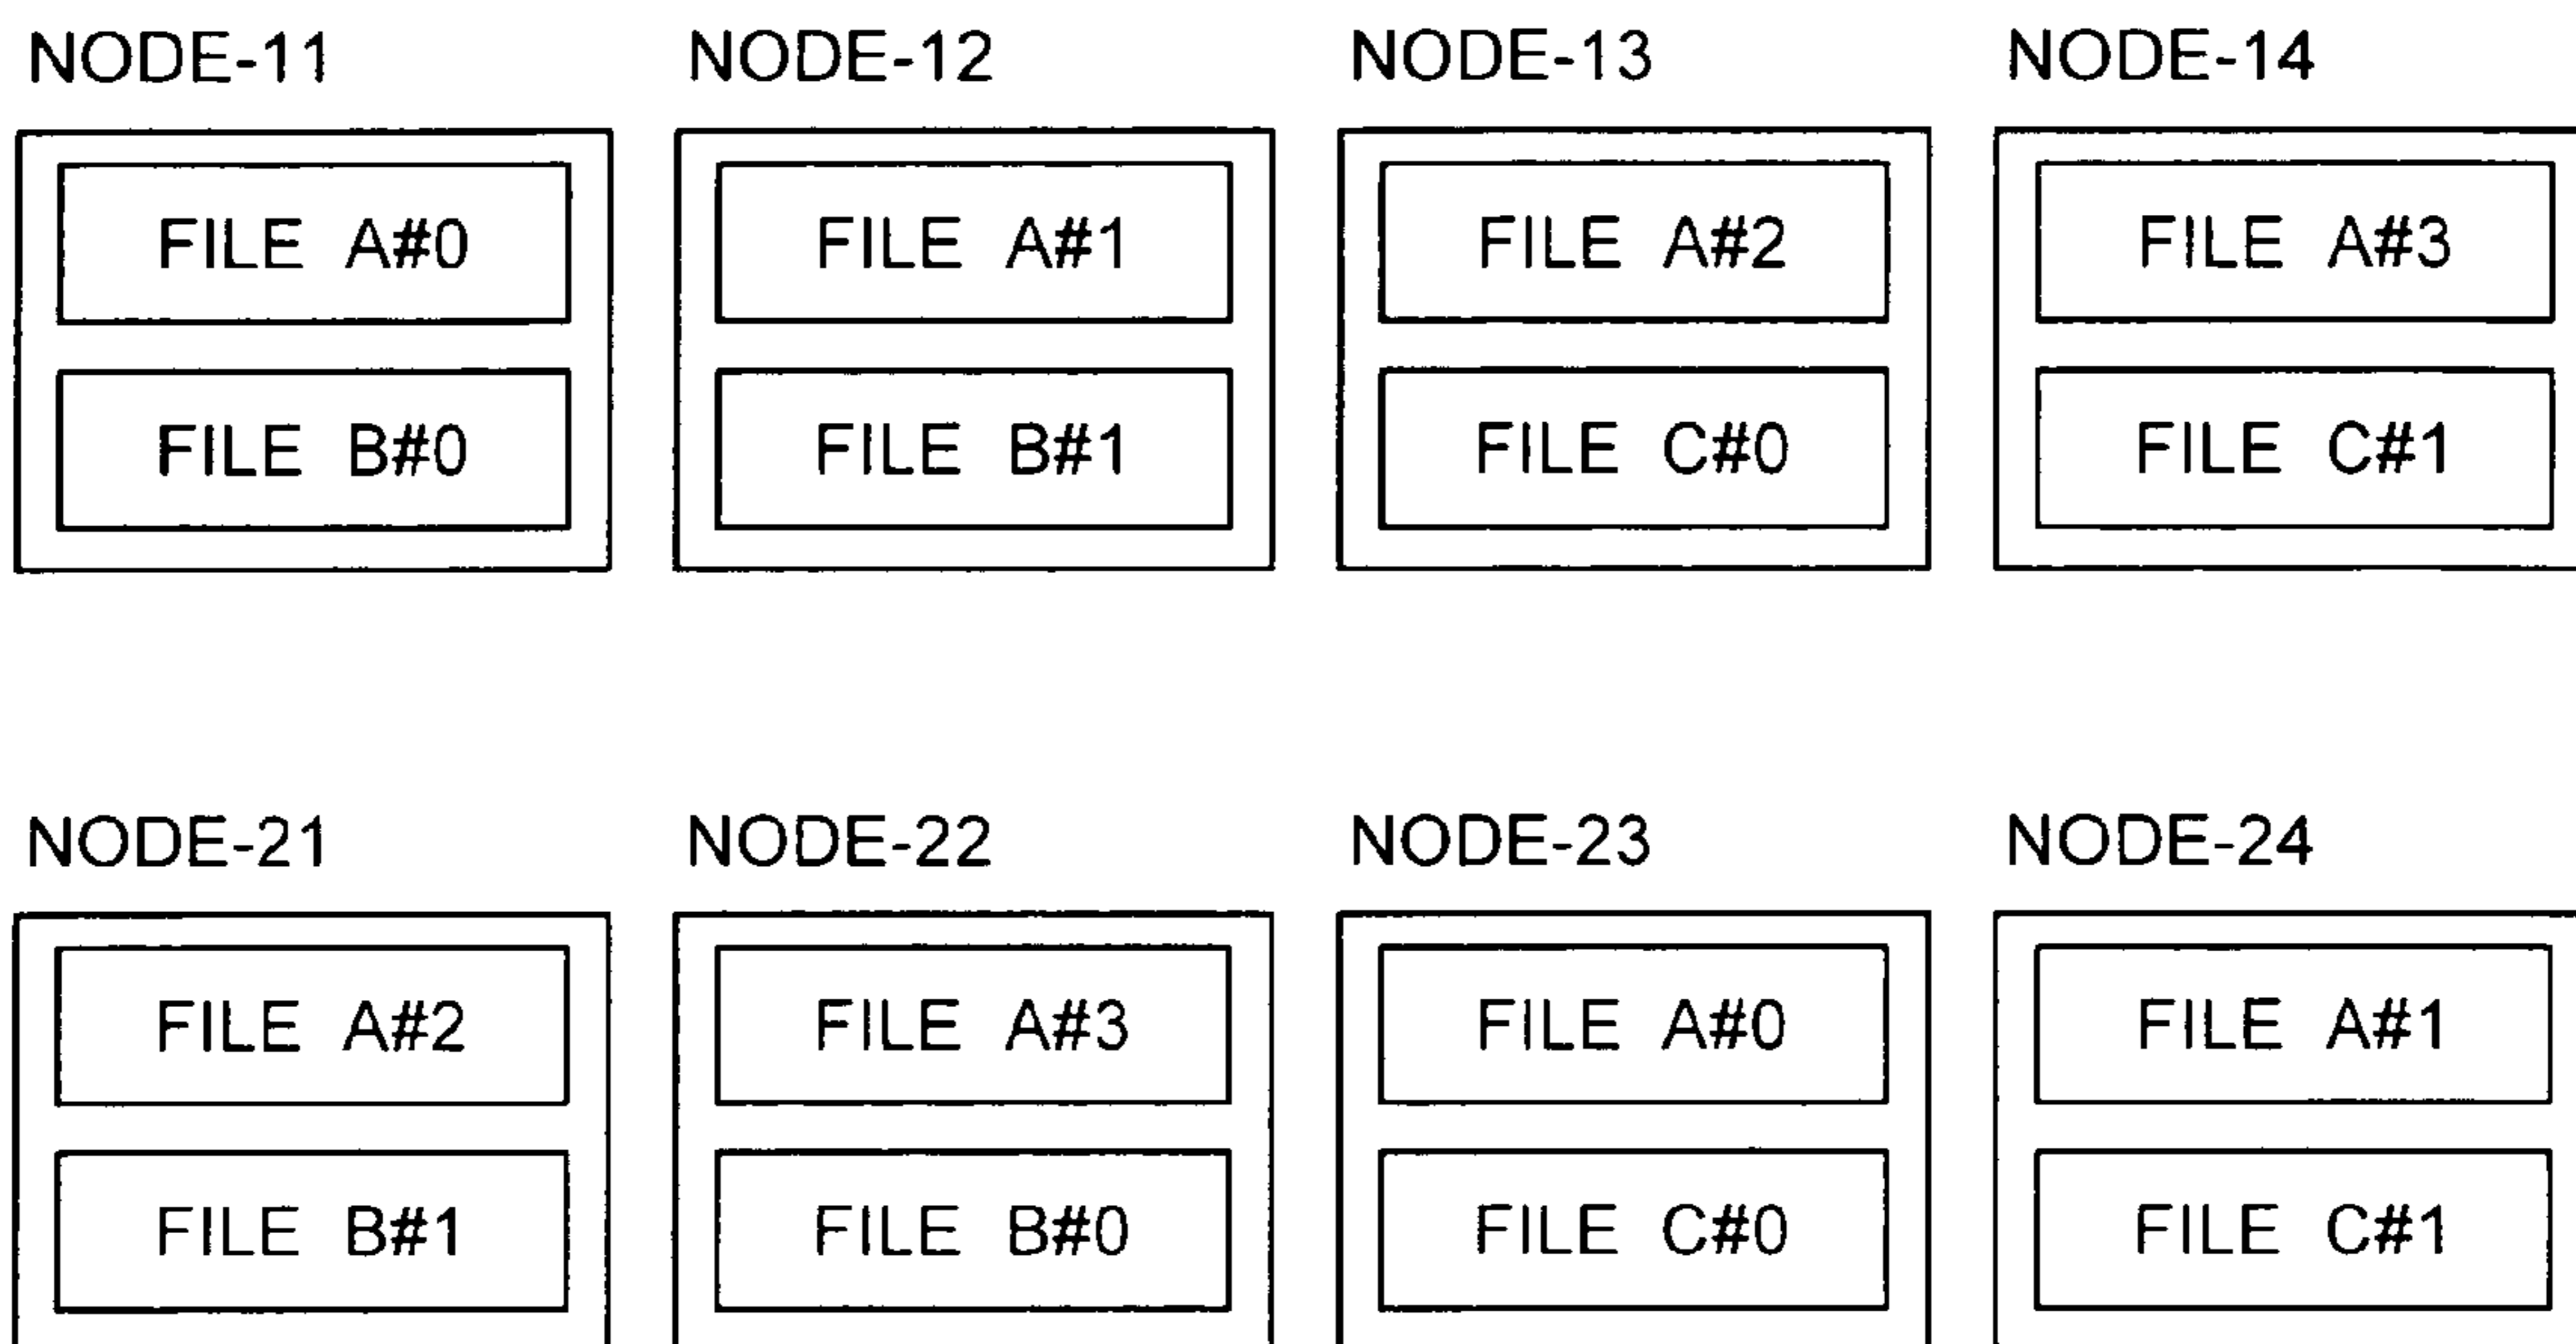 NODE-11 NODE-12 NODE-13 NODE-14
FILE A#0 FILE A#1 FILE A#2 FILE A#3
FILE B#0 FILE B#1 FILE C#0 FILE C#1
NODE-21 NODE-22 NODE-23 NODE-24
FILE A#2 FILE A#3 FILE A#0 FILE A#1
FILE B#1 FILE B#0 FILE C#0 FILE C#1